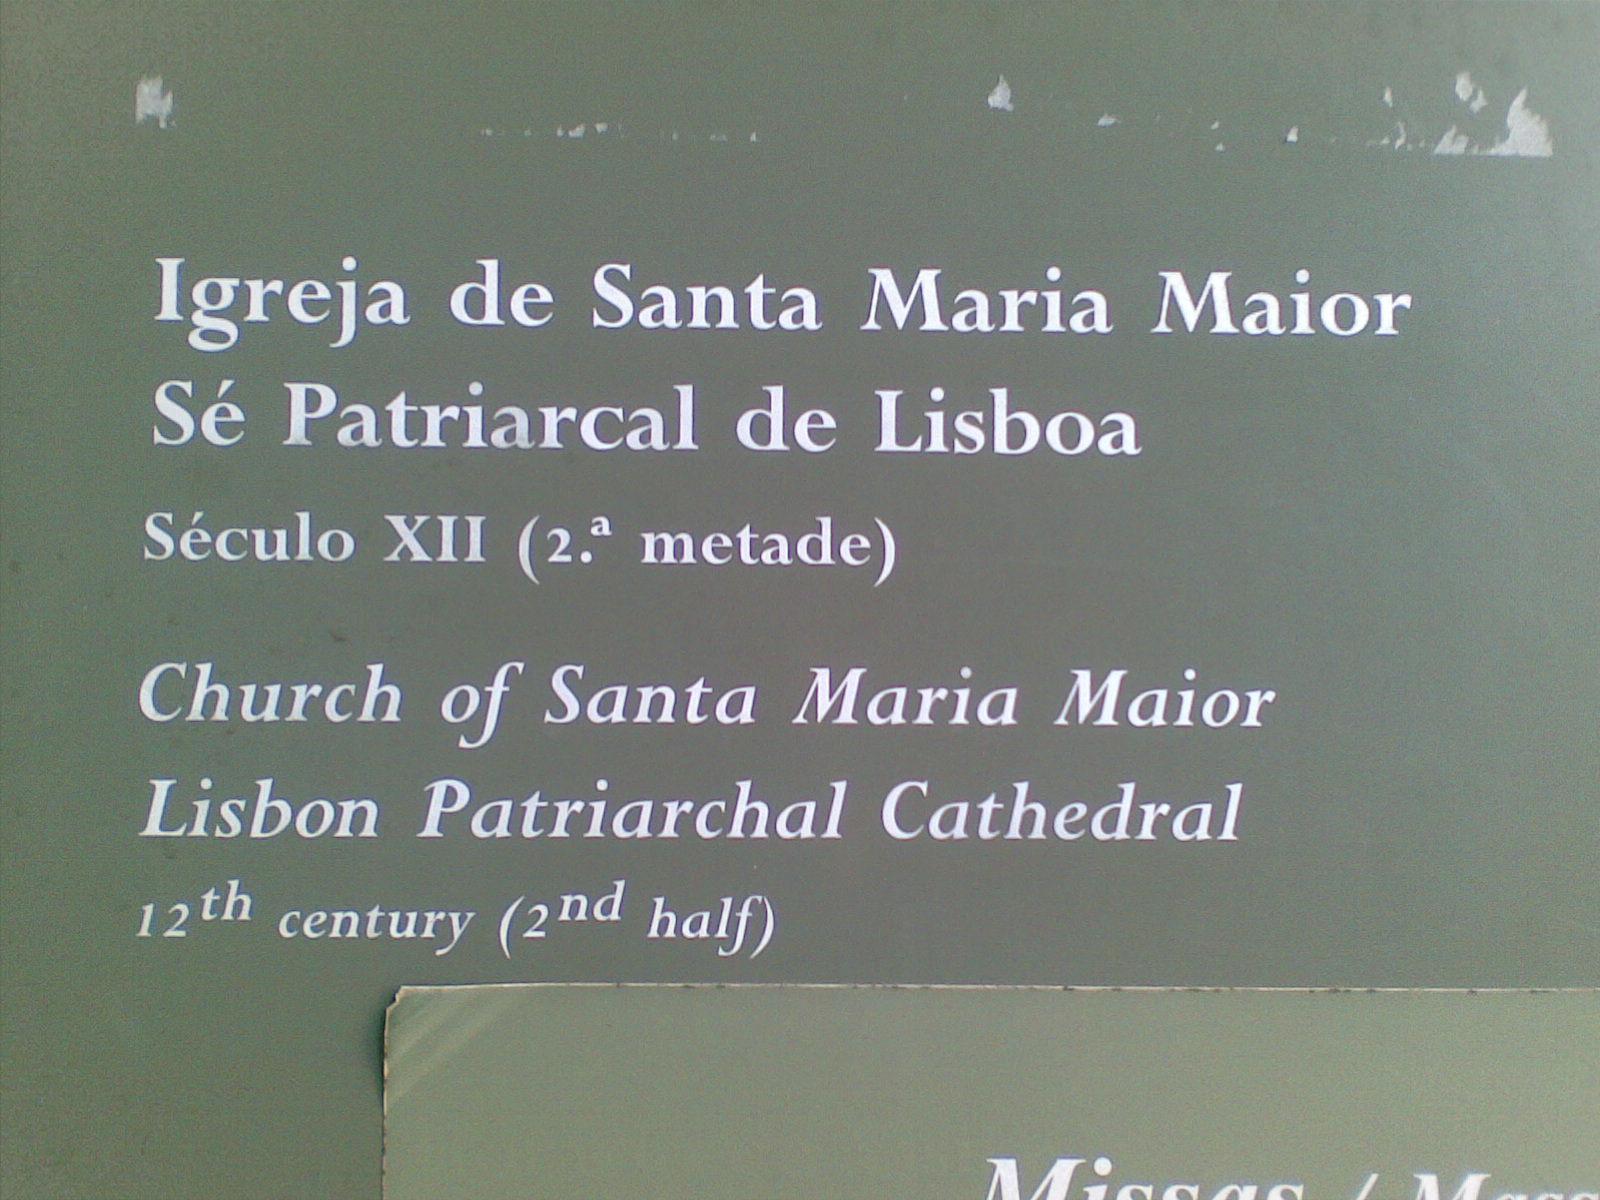 Igreja de Santa Maria Maior
Sé Patriarcal de Lisboa
Século XII (2.ª metade)
Church of Santa Maria Maior
Lisbon Patriarchal Cathedral
12th century (2nd half)
Missas /